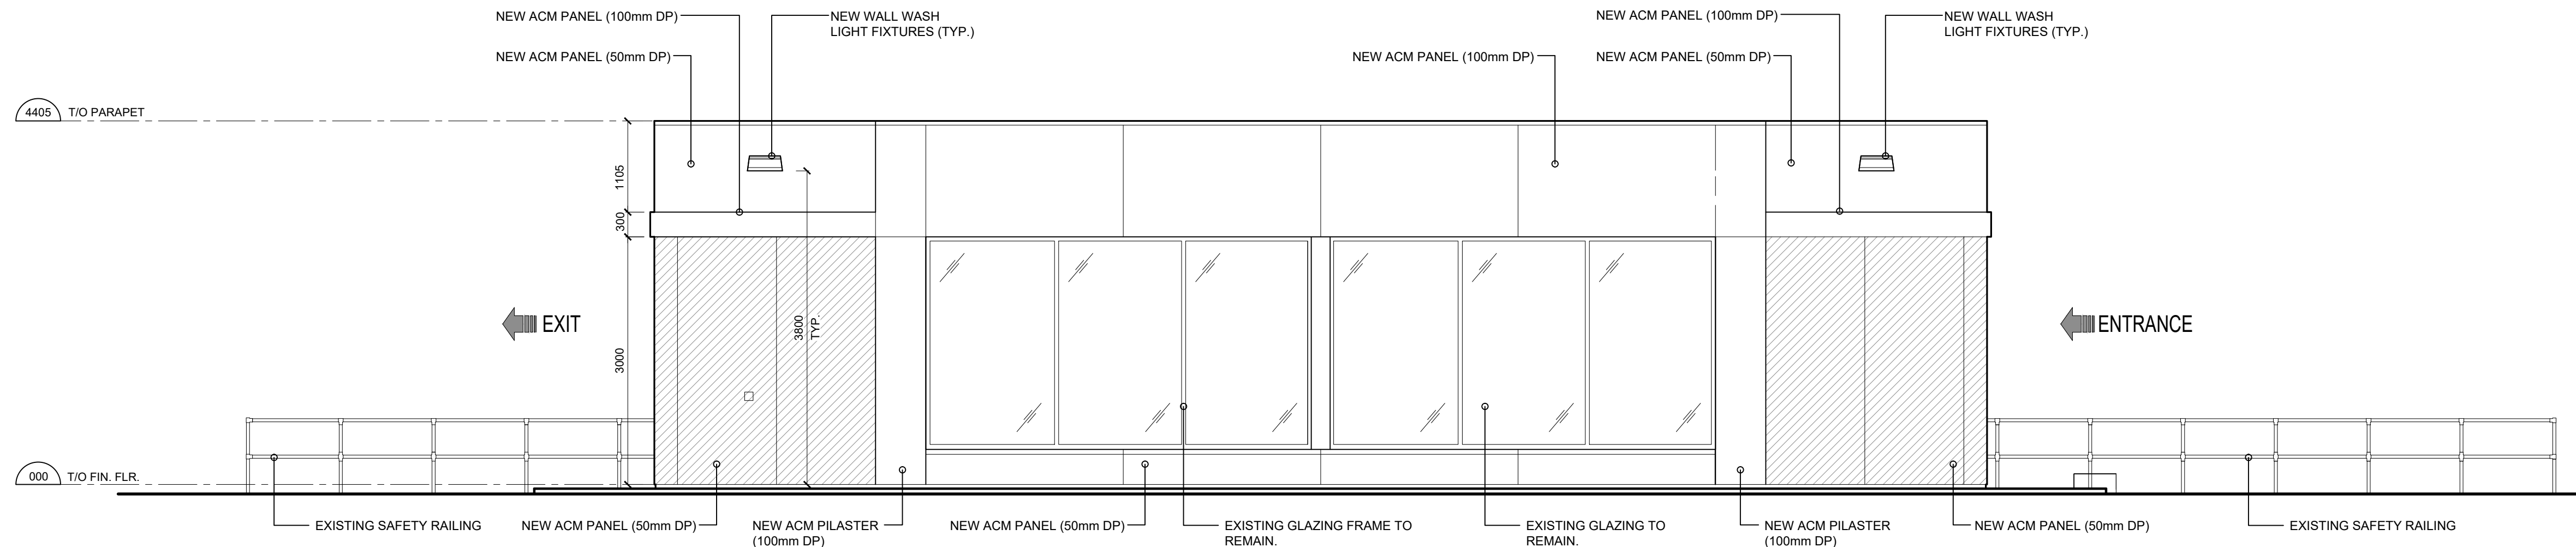 NEW ACM PANEL (100mm DP)
NEW WALL WASH
LIGHT FIXTURES (TYP.)
NEW ACM PANEL (50mm DP)
NEW ACM PANEL (100mm DP)
NEW ACM PANEL (100mm DP)
NEW ACM PANEL (50mm DP)
NEW WALL WASH
LIGHT FIXTURES (TYP.)
4405
T/O PARAPET
1105
300
3000
3800
TYP.
EXIT
ENTRANCE
000
T/O FIN. FLR.
EXISTING SAFETY RAILING
NEW ACM PANEL (50mm DP)
NEW ACM PILASTER
(100mm DP)
NEW ACM PANEL (50mm DP)
EXISTING GLAZING FRAME TO
REMAIN.
EXISTING GLAZING TO
REMAIN.
NEW ACM PILASTER
(100mm DP)
NEW ACM PANEL (50mm DP)
EXISTING SAFETY RAILING